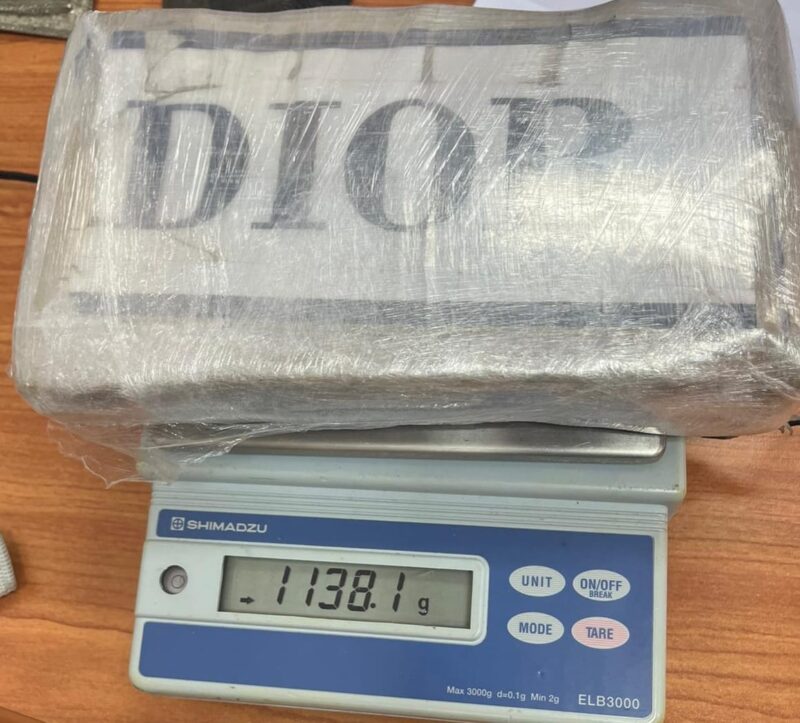 DIOP
SHIMADZU
1138.1 g
UNIT
ON/OFF
BREAK
MODE
TARE
Max 3000g d=0.1g Min 2g
ELB3000